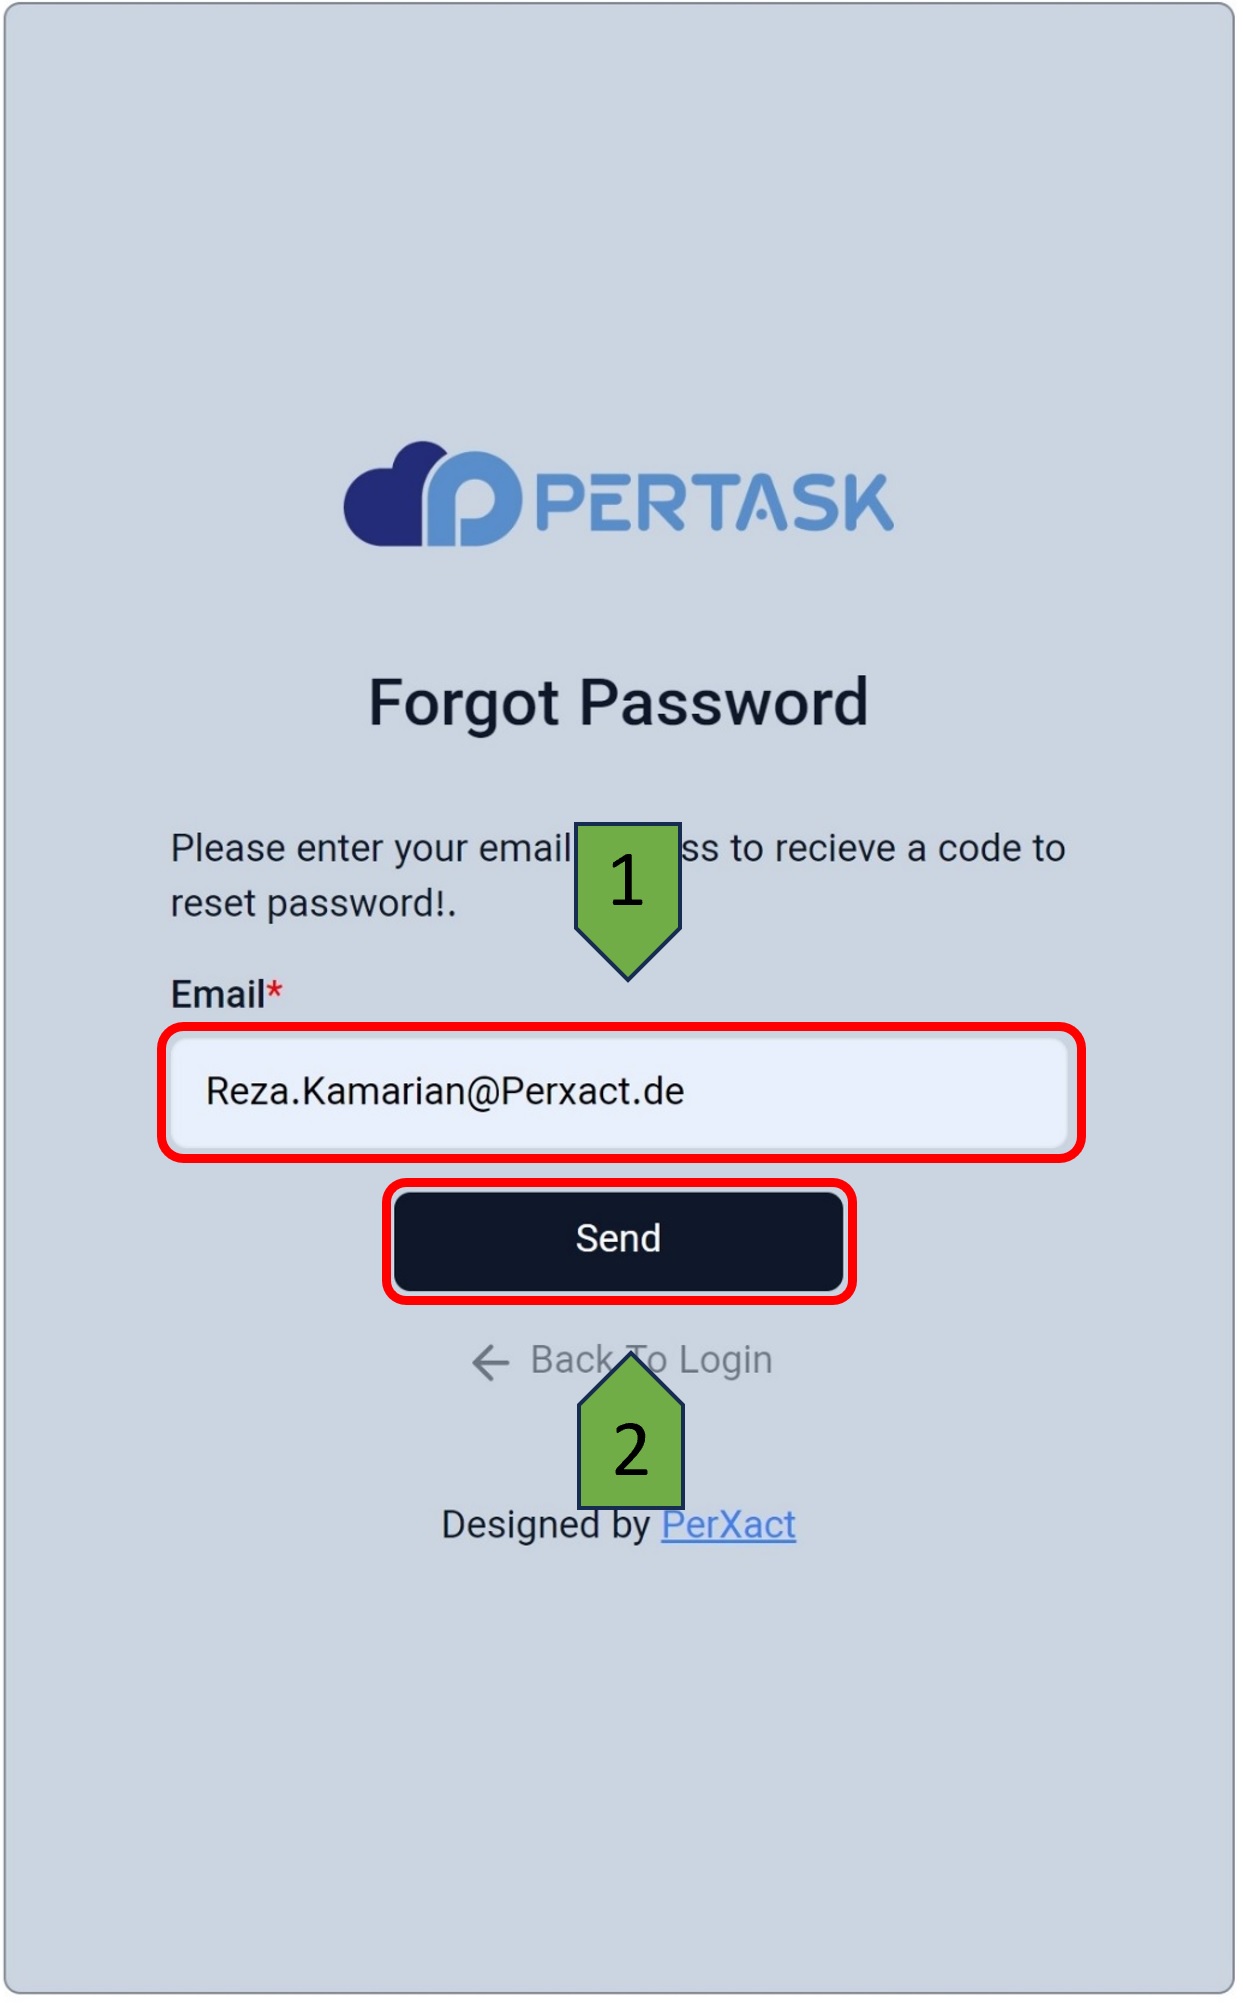 PERTASK
Forgot Password
Please enter your email ss to recieve a code to
reset password!.
1
Email*
Reza.Kamarian@Perxact.de
Send
Back To Login
2
Designed by PerXact